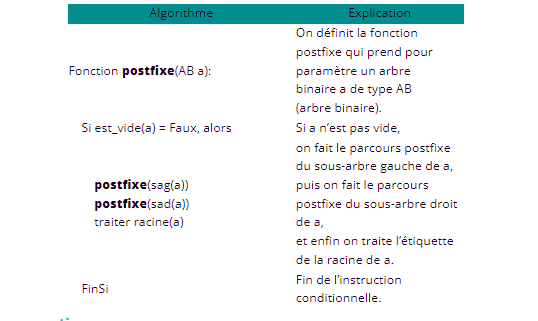 Algorithme Explication
On définit la fonction
postfixe qui prend pour
Fonction postfixe(AB a): paramètre un arbre
binaire a de type AB
(arbre binaire).
Si est_vide(a) = Faux, alors Si a n’est pas vide,
on fait le parcours postfixe
du sous-arbre gauche de a,
postfixe(sag(a)) puis on fait le parcours
postfixe(sad(a)) postfixe du sous-arbre droit
traiter racine(a) de a,
et enfin on traite l’étiquette
de la racine de a.
FinSi Fin de l’instruction
conditionnelle.